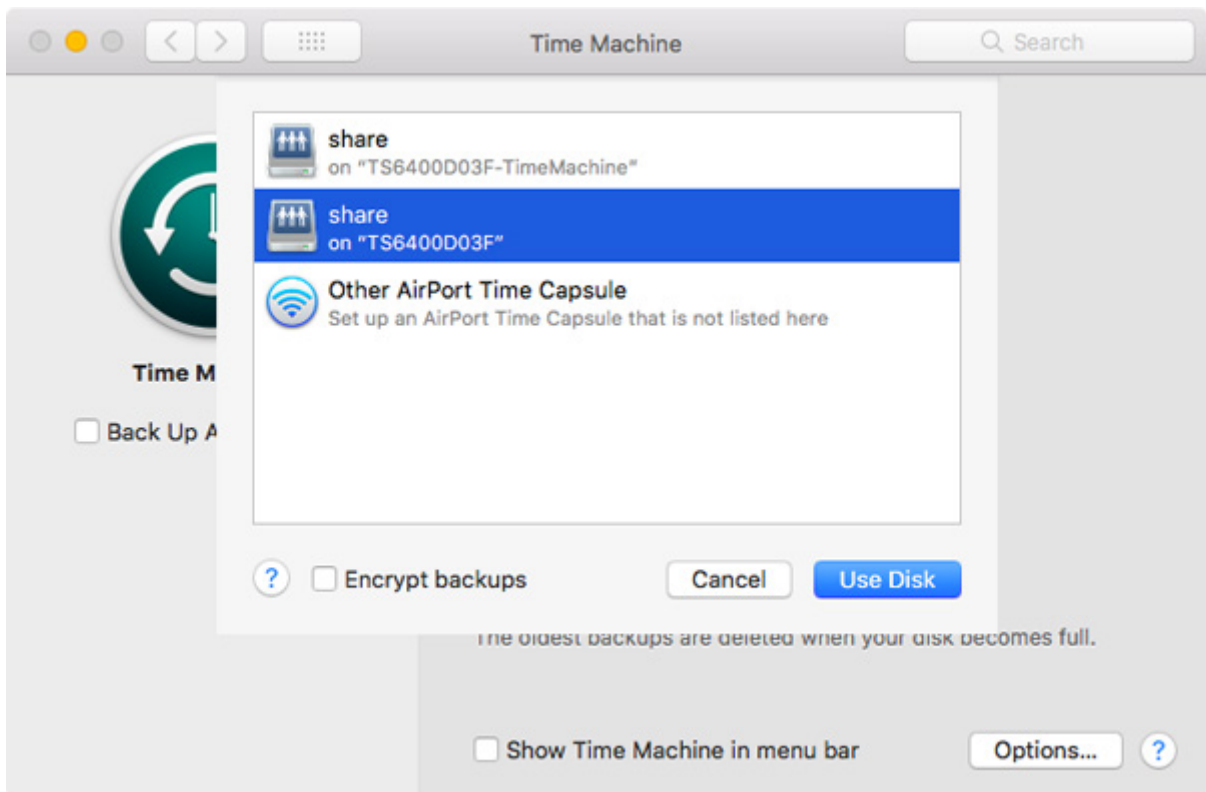 Time Machine
Search
share
on "TS6400D03F-TimeMachine"
share
on "TS6400D03F"
Other AirPort Time Capsule
Set up an AirPort Time Capsule that is not listed here
Time M
Back Up A
? Encrypt backups Cancel Use Disk
The oldest backups are deleted when your disk becomes full.
Show Time Machine in menu bar Options... ?